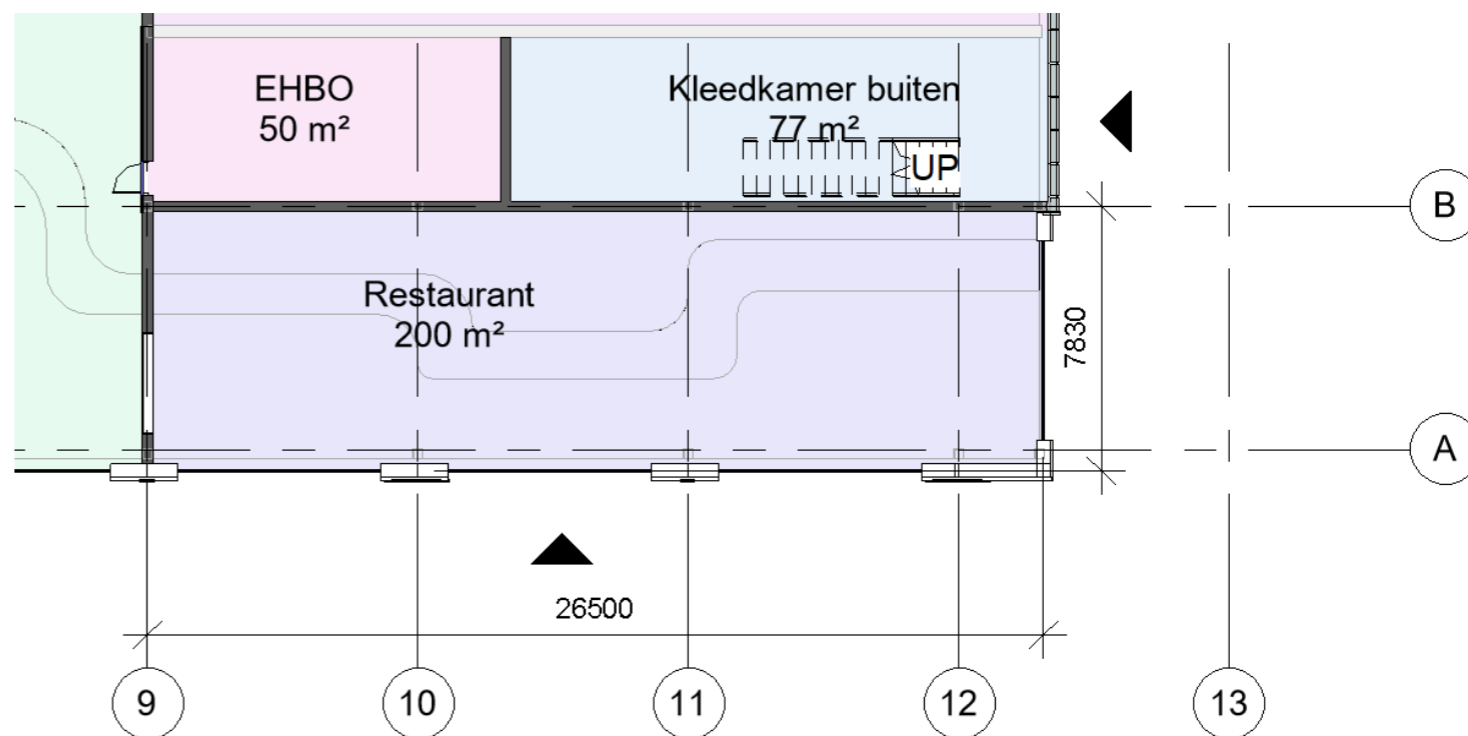 EHBO
50 m²
Kleedkamer buiten
77 m²
UP
B
Restaurant
200 m²
7830
A
26500
9
10
11
12
13